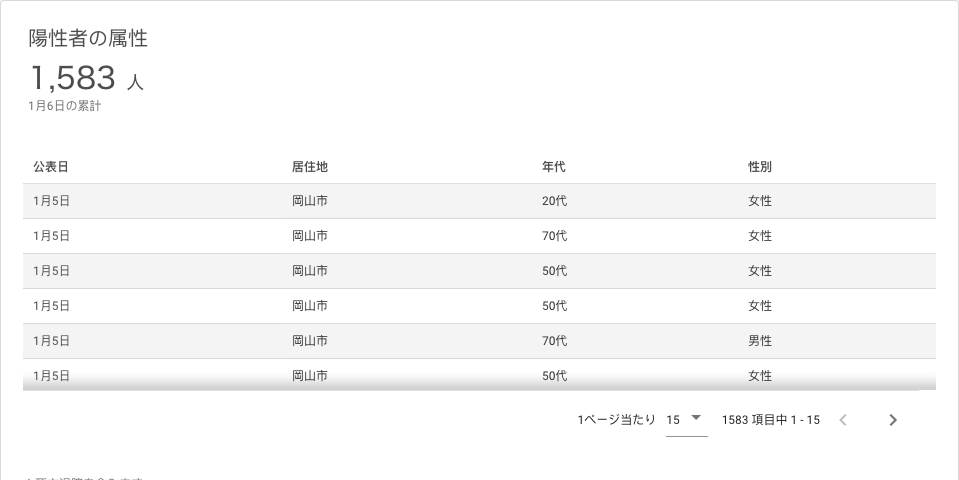 陽性者の属性
1,583 人
1月6日の累計
公表日 居住地 年代 性別
1月5日 岡山市 20代 女性
1月5日 岡山市 70代 女性
1月5日 岡山市 50代 女性
1月5日 岡山市 50代 女性
1月5日 岡山市 70代 男性
1月5日 岡山市 50代 女性
1ページ当たり 15 1583 項目中 1 - 15